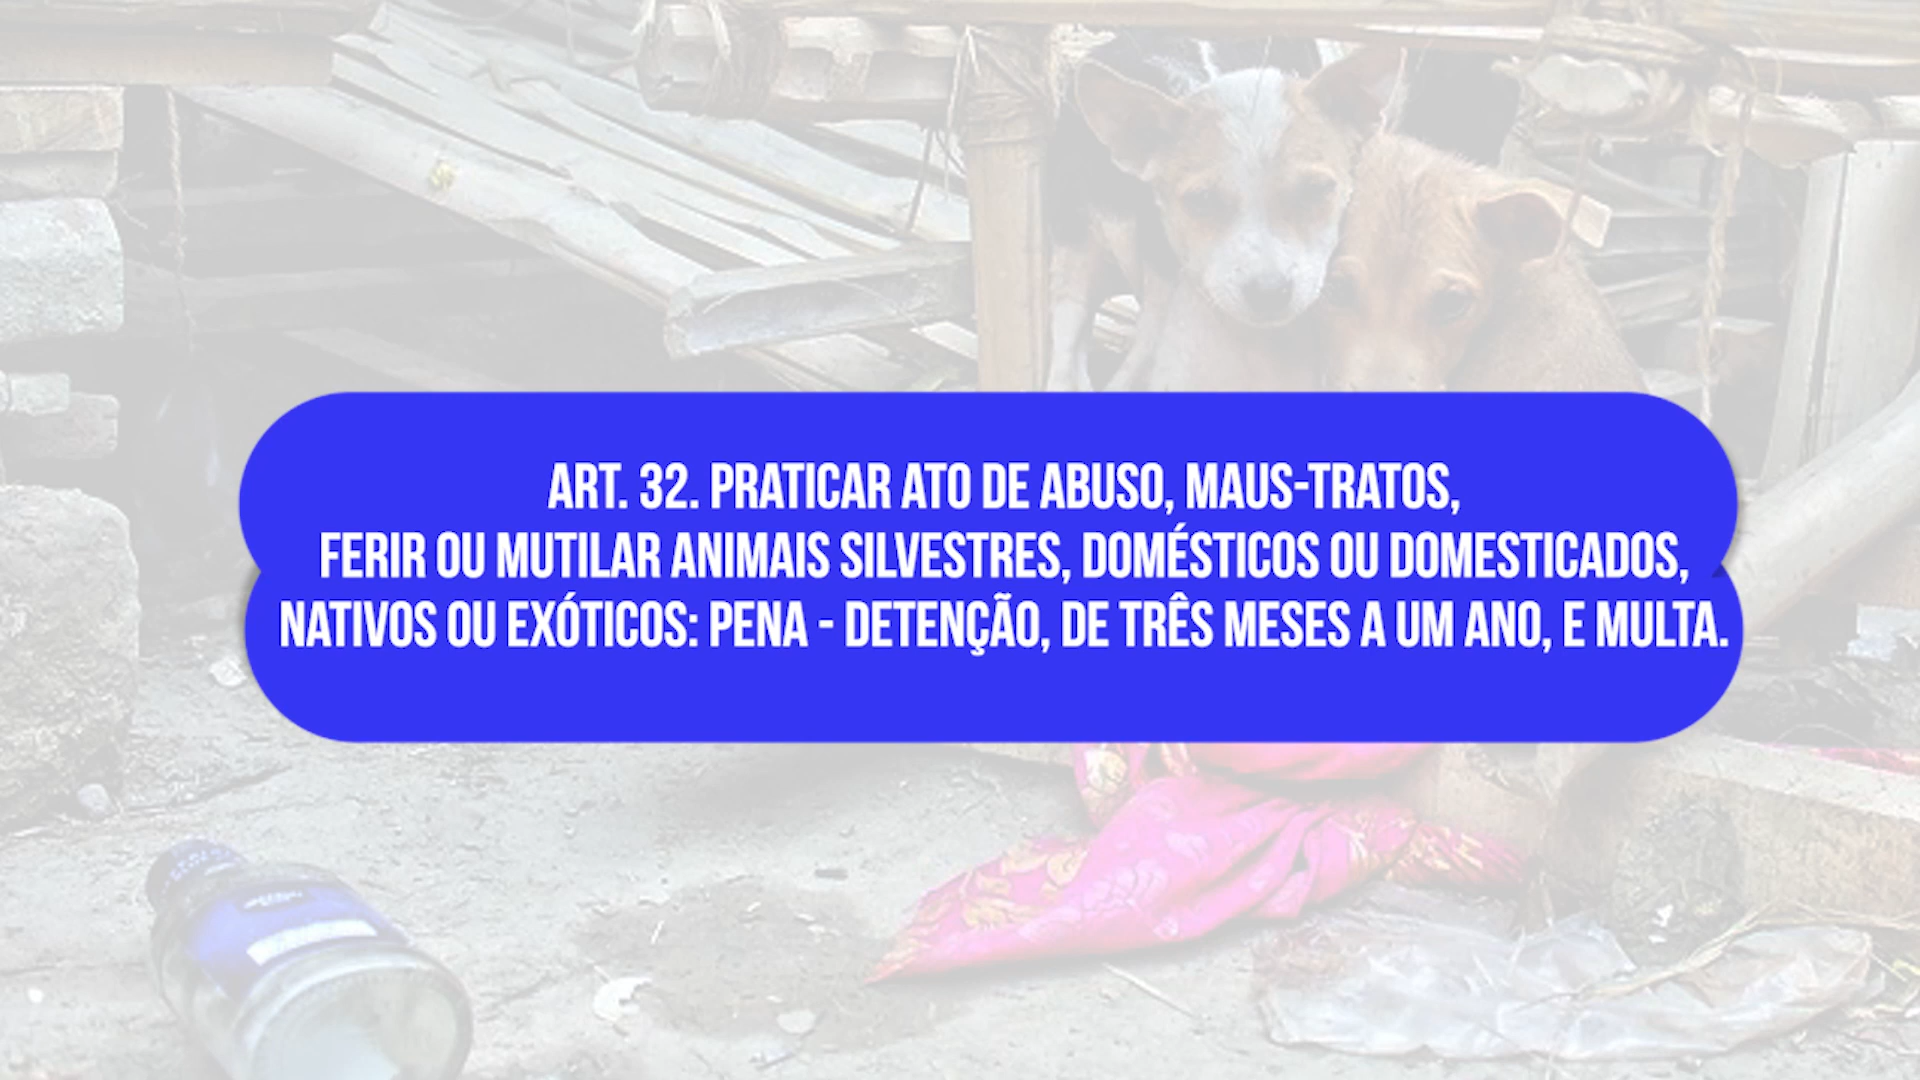 ART. 32. PRATICAR ATO DE ABUSO, MAUS-TRATOS,
FERIR OU MUTILAR ANIMAIS SILVESTRES, DOMÉSTICOS OU DOMESTICADOS,
NATIVOS OU EXÓTICOS: PENA - DETENÇÃO, DE TRÊS MESES A UM ANO, E MULTA.